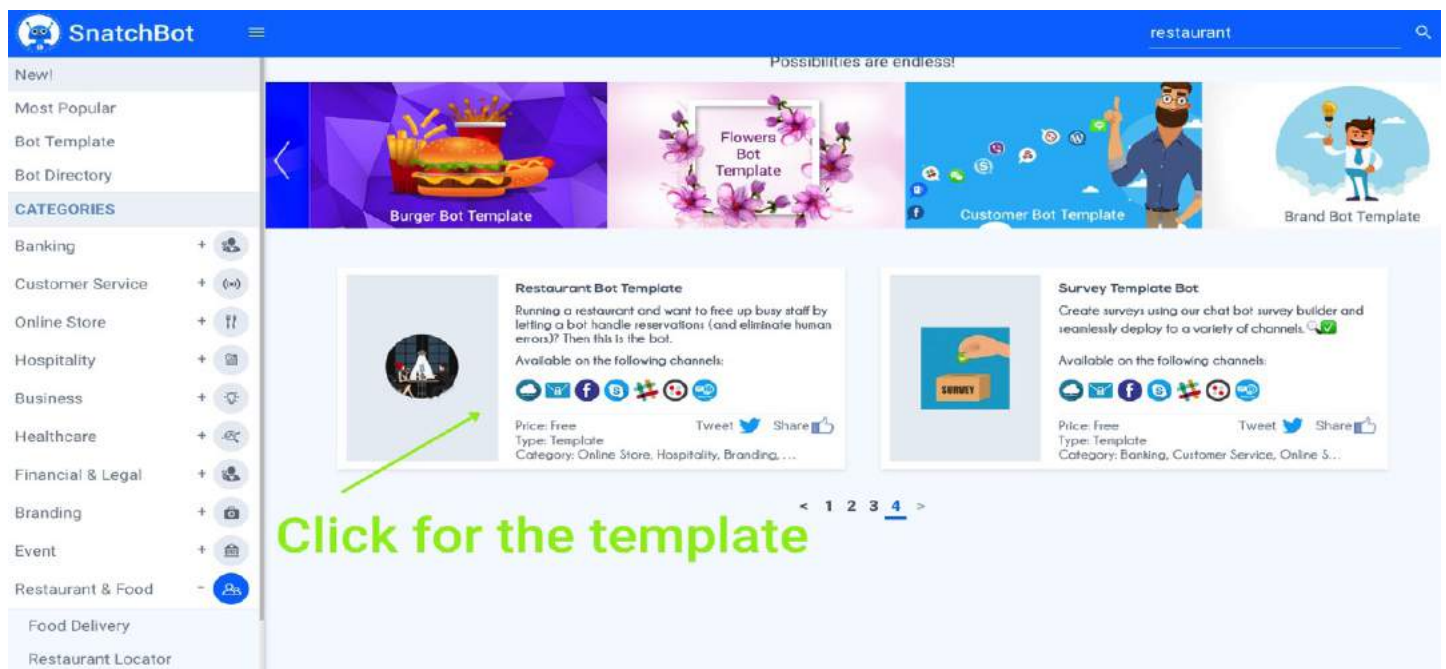 SnatchBot
restaurant
New!
Most Popular
Bot Template
Bot Directory
CATEGORIES
Banking
+
Customer Service
+
Online Store
+
Hospitality
+
Business
+
Healthcare
+
Financial & Legal
+
Branding
+
Event
+
Restaurant & Food
-
Food Delivery
Restaurant Locator
Possibilities are endless!
Burger Bot Template
Flowers
Bot
Template
Customer Bot Template
Brand Bot Template
Restaurant Bot Template
Running a restaurant and want to free up busy staff by
letting a bot handle reservations (and eliminate human
errors)? Then this is the bot.
Available on the following channels:
Price: Free
Tweet
Share
Type: Template
Category: Online Store, Hospitality, Branding, ...
Survey Template Bot
Create surveys using our chat bot survey builder and
seamlessly deploy to a variety of channels.
SURVEY
Available on the following channels:
Price: Free
Tweet
Share
Type: Template
Category: Banking, Customer Service, Online S...
< 1 2 3 4 >
Click for the template